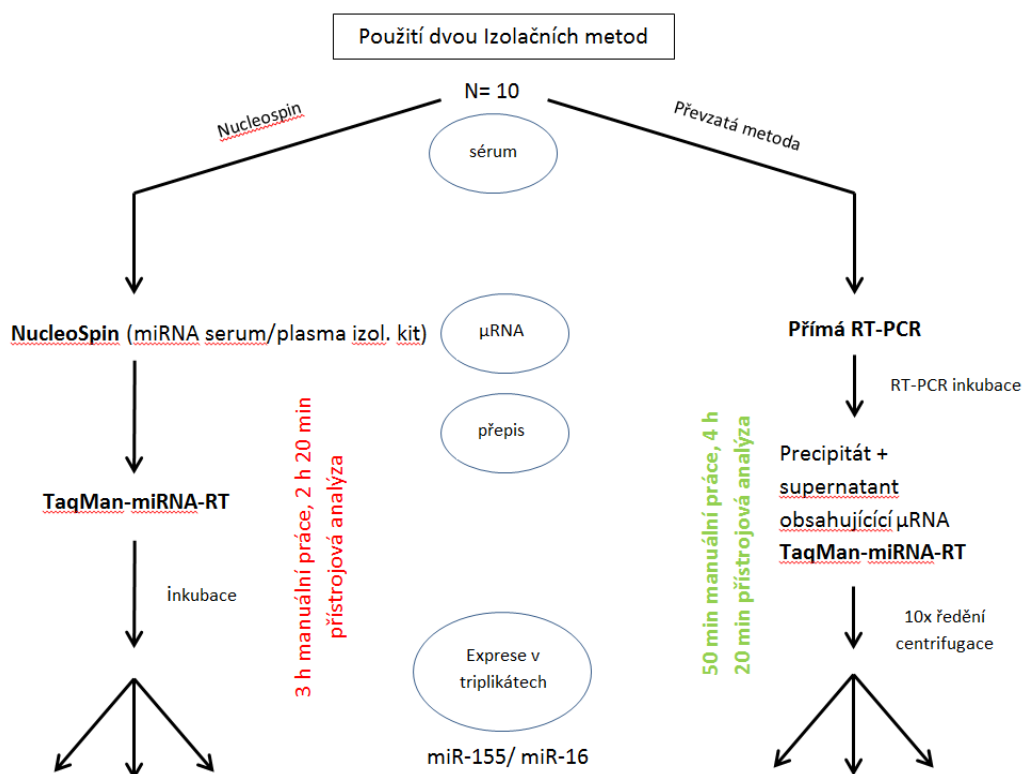 Použití dvou Izolačních metod
N= 10
Nucleospin
Převzatá metoda
sérum
NucleoSpin (miRNA serum/plasma izol. kit)
µRNA
Přímá RT-PCR
RT-PCR inkubace
přepis
3 h manuální práce, 2 h 20 min
přístrojová analýza
50 min manuální práce, 4 h
20 min přístrojová analýza
TaqMan-miRNA-RT
Precipitát +
supernatant
obsahujícící µRNA
TaqMan-miRNA-RT
inkubace
10x ředění
centrifugace
Exprese v
triplikátech
miR-155/ miR-16